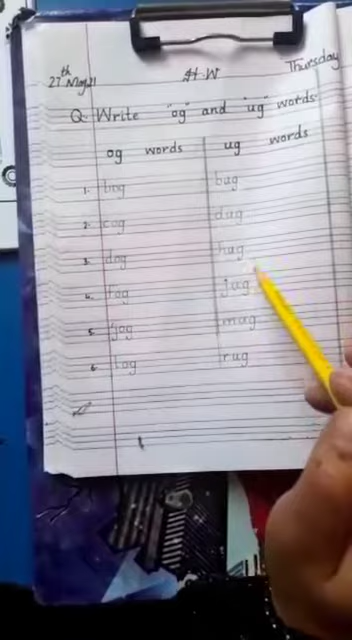 27th May, 21 H.W Thursday
Q. Write "og" and "ug" words.
og words ug words
1. bog bug
2. cog dug
3. dog hug
4. fog jug
5. jog mug
6. log rug